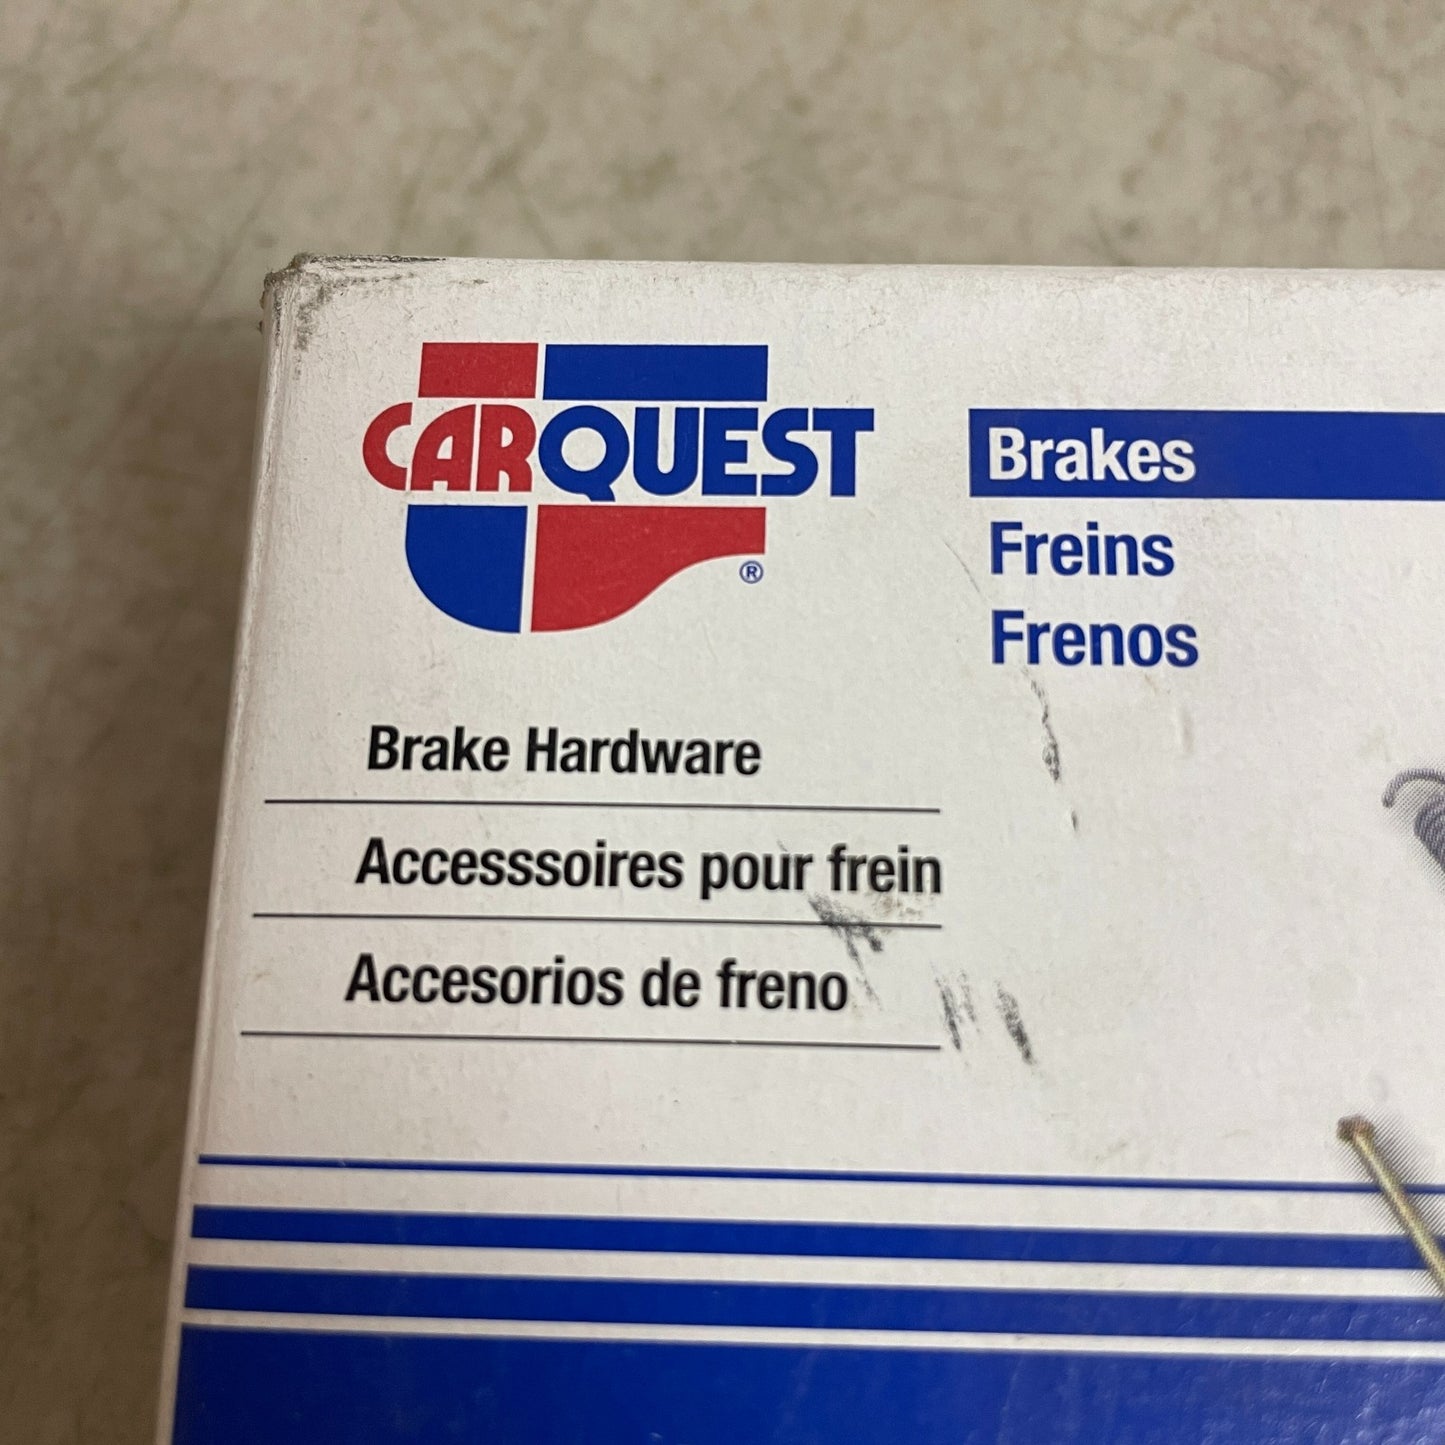 CARQUEST
®
Brakes
Freins
Frenos
Brake Hardware
Accesssoires pour frein
Accesorios de freno